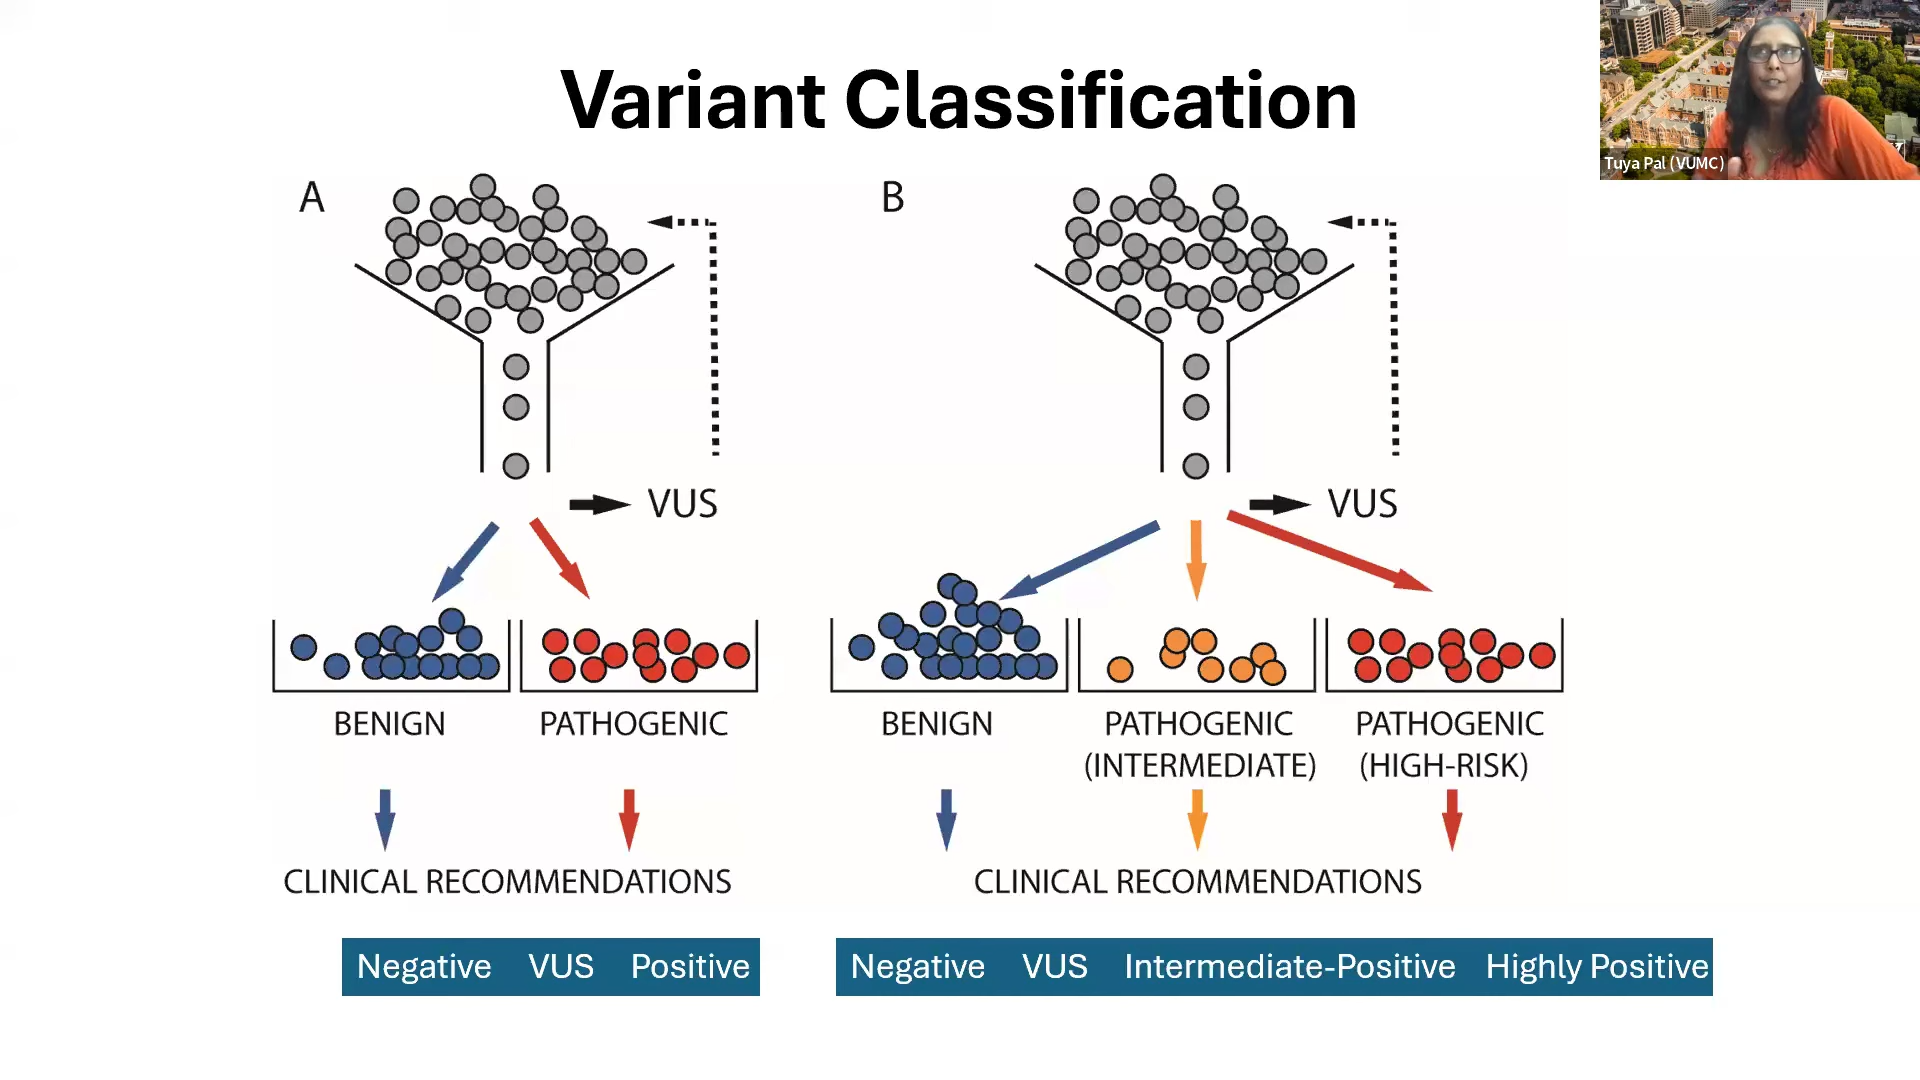 Variant Classification
Tuya Pal (VUMC)
A
VUS
BENIGN
PATHOGENIC
CLINICAL RECOMMENDATIONS
Negative VUS Positive
B
VUS
BENIGN
PATHOGENIC
(INTERMEDIATE)
PATHOGENIC
(HIGH-RISK)
CLINICAL RECOMMENDATIONS
Negative VUS Intermediate-Positive Highly Positive